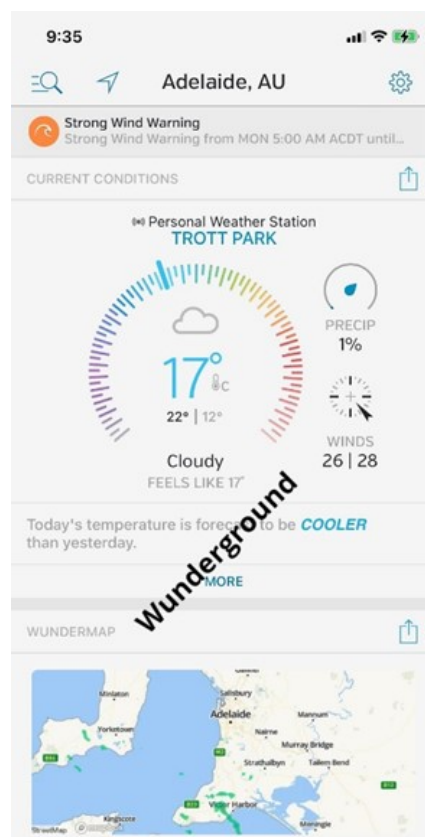 9:35
Adelaide, AU
Strong Wind Warning
Strong Wind Warning from MON 5:00 AM ACDT until...
CURRENT CONDITIONS
Personal Weather Station
TROTT PARK
PRECIP
1%
17°
C
22° | 12°
WINDS
26 | 28
Cloudy
FEELS LIKE 17°
Today's temperature is forecast to be COOLER
than yesterday.
MORE
Wunderground
WUNDERMAP
Minlaton
Salisbury
Adelaide
Mannum
Yorketown
Nairne
Murray Bridge
Strathalbyn
Tailem Bend
Victor Harbor
Kingscote
Meningie
StreetMap